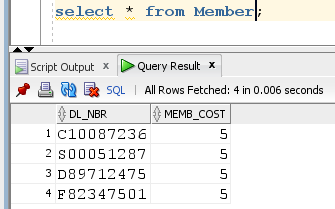 select * from Member;
Script Output × Query Result ×
SQL | All Rows Fetched: 4 in 0.006 seconds
DL_NBR MEMB_COST
1 C10087236 5
2 S00051287 5
3 D89712475 5
4 F82347501 5